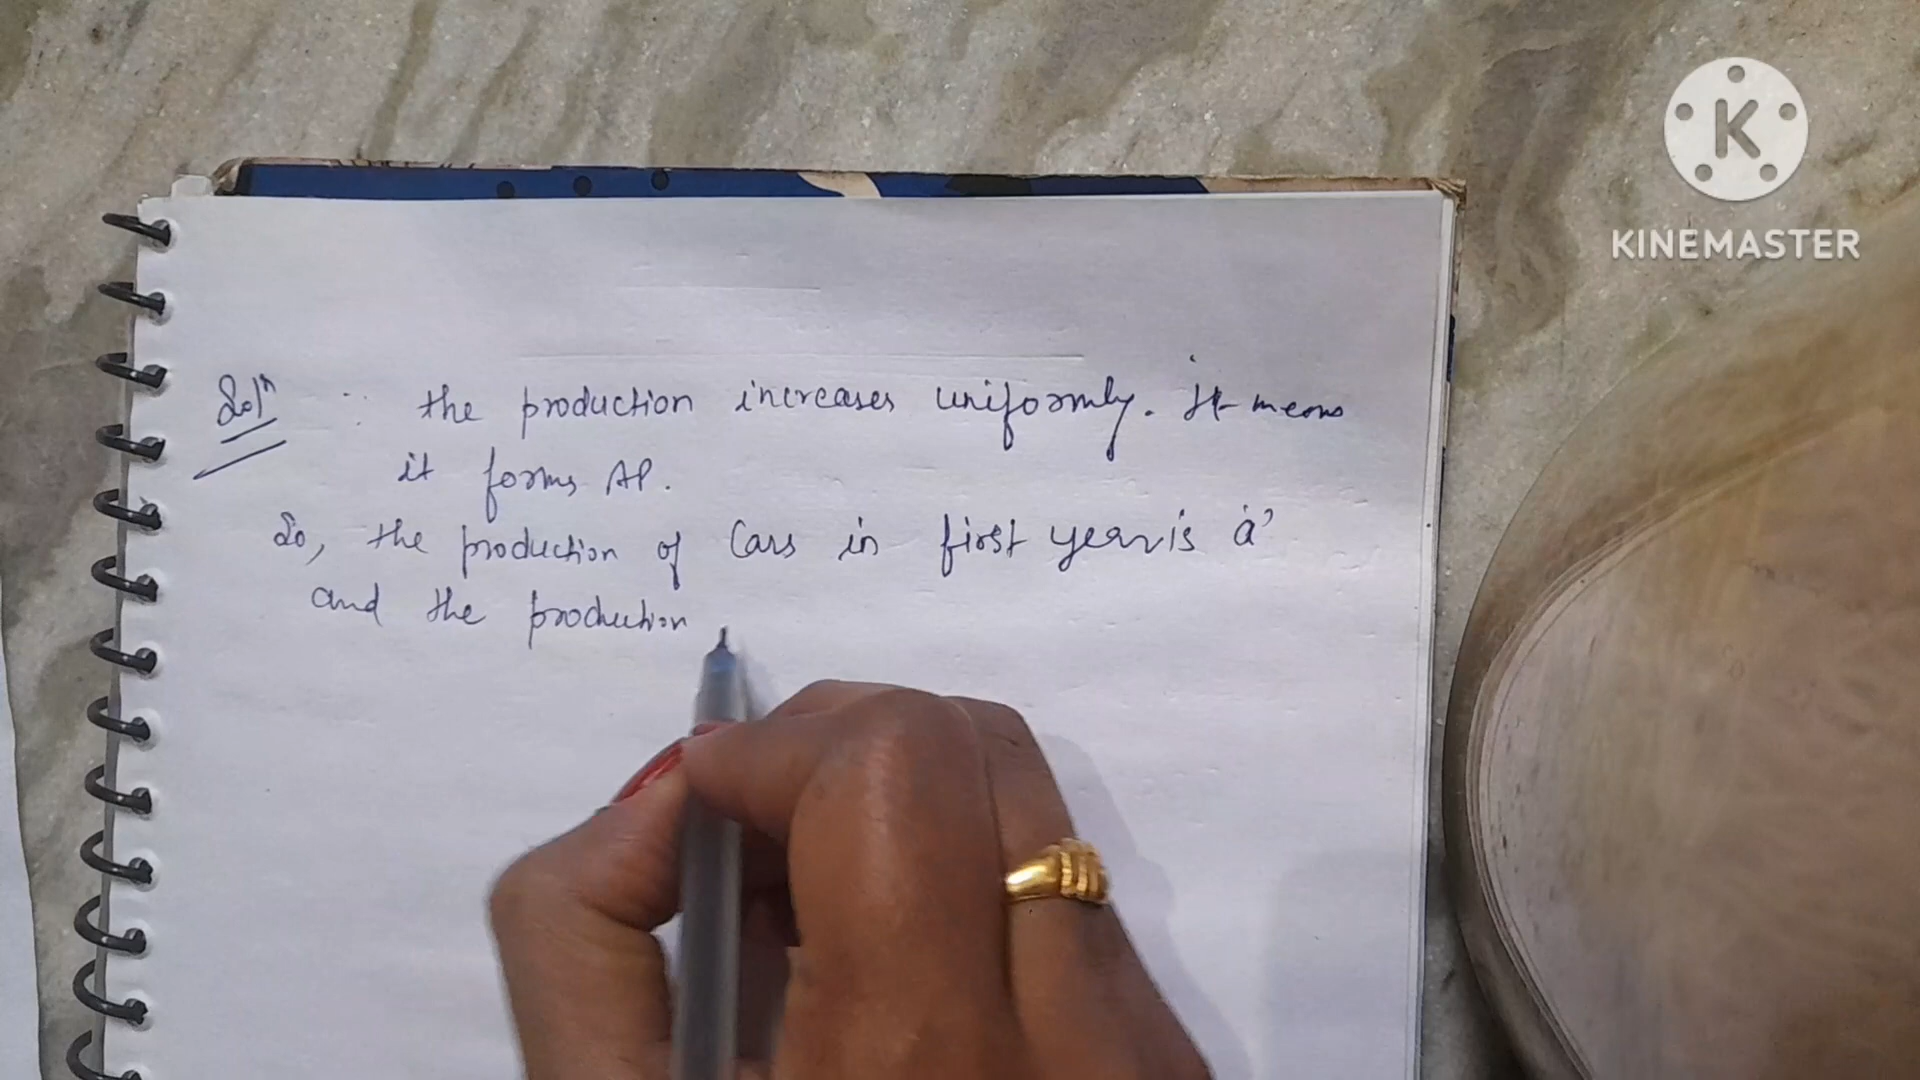 Solⁿ ∵ the production increases uniformly. It means
it forms AP.
So, the production of Cars in first year is 'a'
and the production
K
KINEMASTER